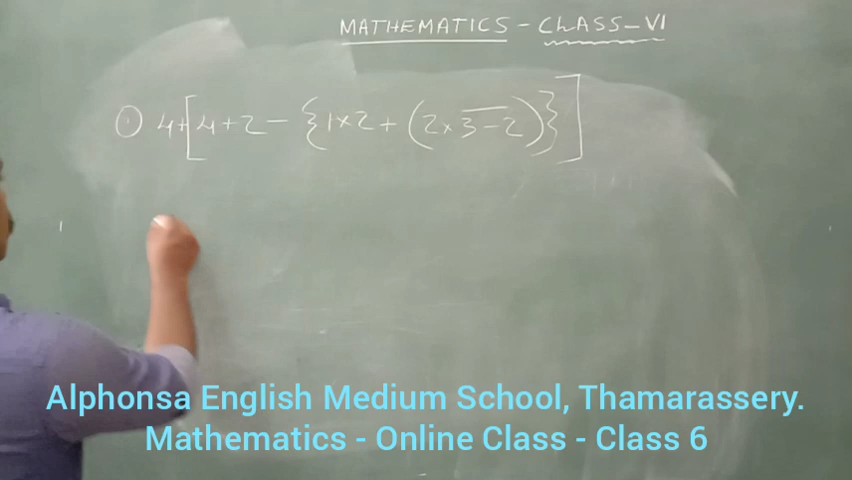 MATHEMATICS - CLASS-VI
① 4+[4+2-{1×2+(2×3̅-̅2̅)}]
Alphonsa English Medium School, Thamarassery.
Mathematics - Online Class - Class 6